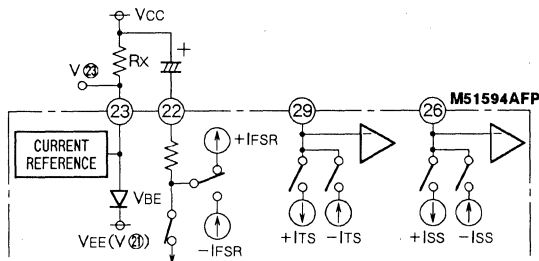 VCC
+
RX
V㉓
23
22
29
26
M51594AFP
CURRENT
REFERENCE
+IFSR
VBE
-IFSR
+ITS
-ITS
+ISS
-ISS
VEE(V㉑)